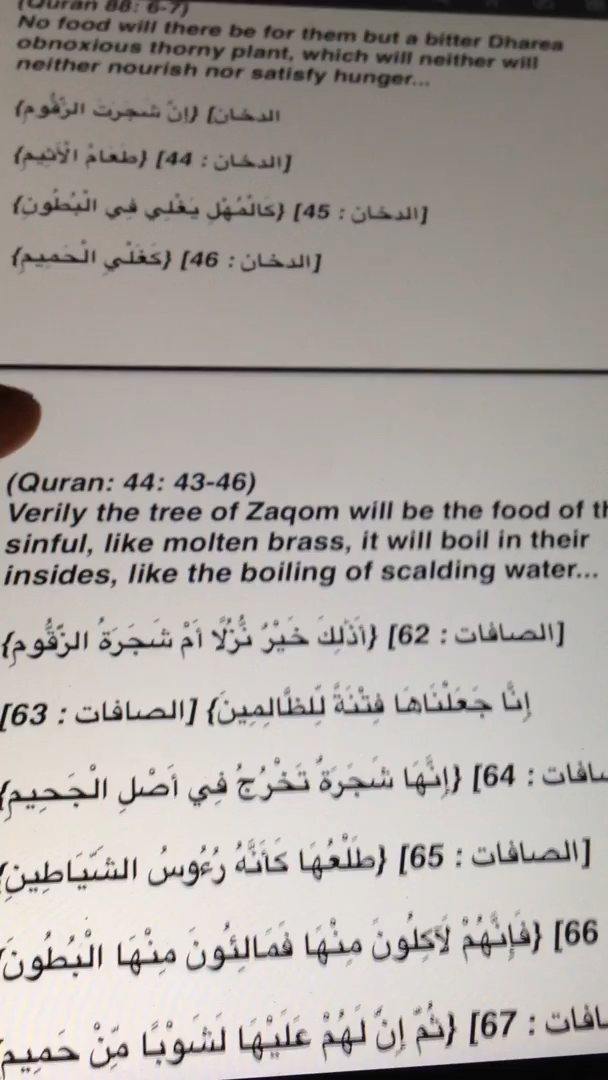 (Quran 88: 6-7)
No food will there be for them but a bitter Dharea
obnoxious thorny plant, which will neither will
neither nourish nor satisfy hunger...
الدخان] {إِنَّ شَجَرَتَ الزَّقُّومِ}
[الدخان : 44] {طَعَامُ الْأَثِيمِ}
[الدخان : 45] {كَالْمُهْلِ يَغْلِي فِي الْبُطُونِ}
[الدخان : 46] {كَغَلْيِ الْحَمِيمِ}
(Quran: 44: 43-46)
Verily the tree of Zaqom will be the food of th
sinful, like molten brass, it will boil in their
insides, like the boiling of scalding water...
[الصافات : 62] {أَذَٰلِكَ خَيْرٌ نُّزُلًا أَمْ شَجَرَةُ الزَّقُّومِ}
إِنَّا جَعَلْنَاهَا فِتْنَةً لِّلظَّالِمِينَ} [الصافات : 63]
افات : 64] {إِنَّهَا شَجَرَةٌ تَخْرُجُ فِي أَصْلِ الْجَحِيمِ}
[الصافات : 65] {طَلْعُهَا كَأَنَّهُ رُءُوسُ الشَّيَاطِينِ}
66] {فَإِنَّهُمْ لَآكِلُونَ مِنْهَا فَمَالِئُونَ مِنْهَا الْبُطُونَ
صافات : 67] {ثُمَّ إِنَّ لَهُمْ عَلَيْهَا لَشَوْبًا مِّنْ حَمِيمٍ